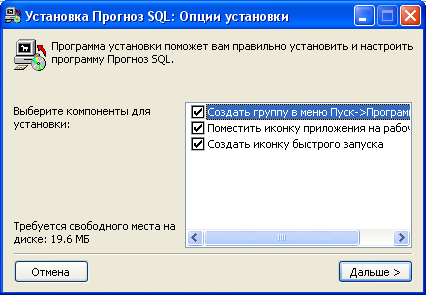 Установка Прогноз SQL: Опции установки
Программа установки поможет вам правильно установить и настроить
программу Прогноз SQL.
Выберите компоненты для
установки:
Создать группу в меню Пуск->Програм
Поместить иконку приложения на рабоч
Создать иконку быстрого запуска
Требуется свободного места на
диске: 19.6 МБ
Отмена
Дальше >